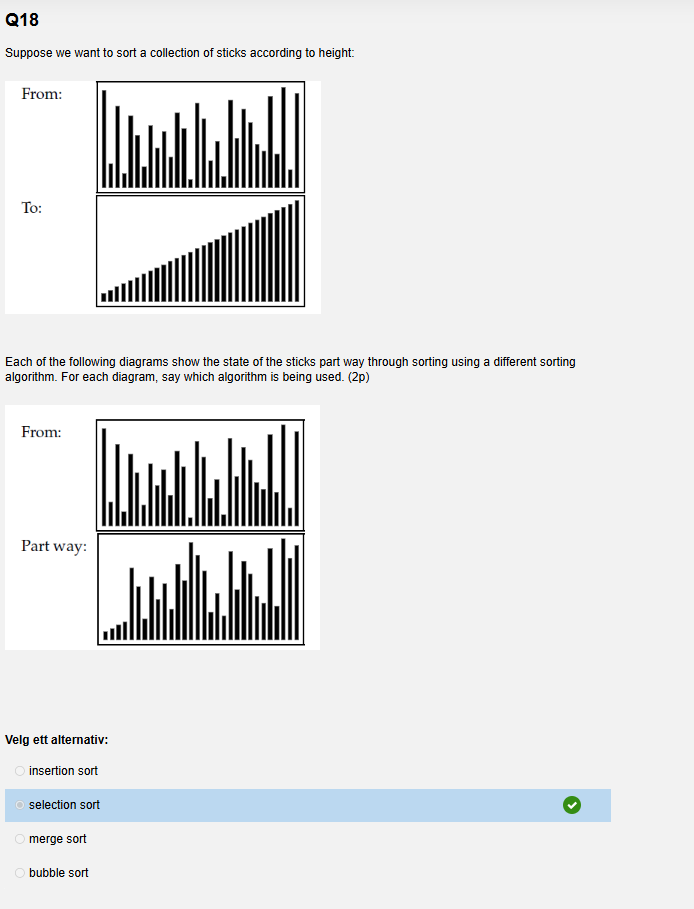 Q18
Suppose we want to sort a collection of sticks according to height:
From:
To:
Each of the following diagrams show the state of the sticks part way through sorting using a different sorting
algorithm. For each diagram, say which algorithm is being used. (2p)
From:
Part way:
Velg ett alternativ:
insertion sort
selection sort
merge sort
bubble sort